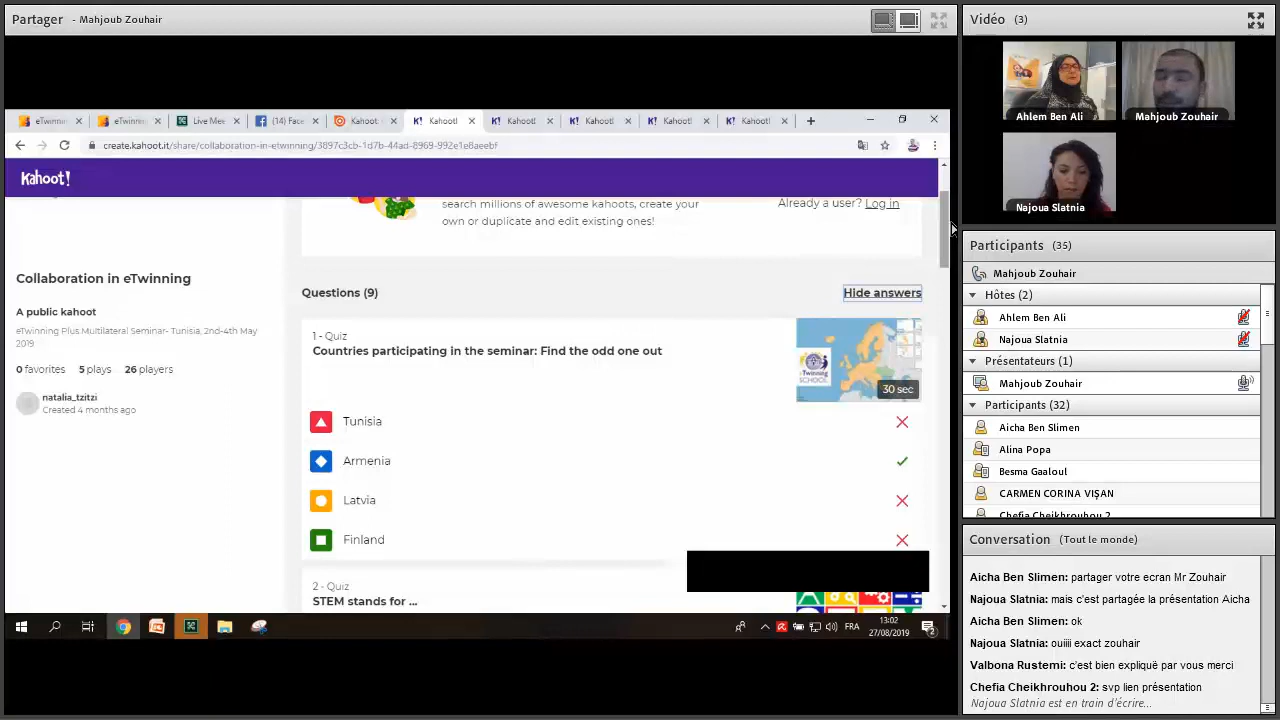 Partager - Mahjoub Zouhair
eTwinnin
eTwinnin
Live Mee
(14) Face
Kahoot: C
Kahoot!
Kahoot!
Kahoot!
Kahoot!
Kahoot!
create.kahoot.it/share/collaboration-in-etwinning/3897c3cb-1d7b-44ad-8969-992e1e8aeebf
Kahoot!
search millions of awesome kahoots, create your
own or duplicate and edit existing ones!
Already a user? Log in
Collaboration in eTwinning
A public kahoot
eTwinning Plus Multilateral Seminar- Tunisia, 2nd-4th May
2019
0 favorites 5 plays 26 players
natalia_tzitzi
Created 4 months ago
Questions (9)
Hide answers
1 - Quiz
Countries participating in the seminar: Find the odd one out
eTwinning
SCHOOL
30 sec
Tunisia
Armenia
Latvia
Finland
2 - Quiz
STEM stands for ...
FRA
13:02
27/08/2019
2
Vidéo (3)
Ahlem Ben Ali
Mahjoub Zouhair
Najoua Slatnia
Participants (35)
Mahjoub Zouhair
Hôtes (2)
Ahlem Ben Ali
Najoua Slatnia
Présentateurs (1)
Mahjoub Zouhair
Participants (32)
Aicha Ben Slimen
Alina Popa
Besma Gaaloul
CARMEN CORINA VIŞAN
Chefia Cheikhrouhou 2
Conversation (Tout le monde)
Aicha Ben Slimen: partager votre ecran Mr Zouhair
Najoua Slatnia: mais c'est partagée la présentation Aicha
Aicha Ben Slimen: ok
Najoua Slatnia: ouiiii exact zouhair
Valbona Rustemi: c'est bien expliqué par vous merci
Chefia Cheikhrouhou 2: svp lien présentation
Najoua Slatnia est en train d'écrire...